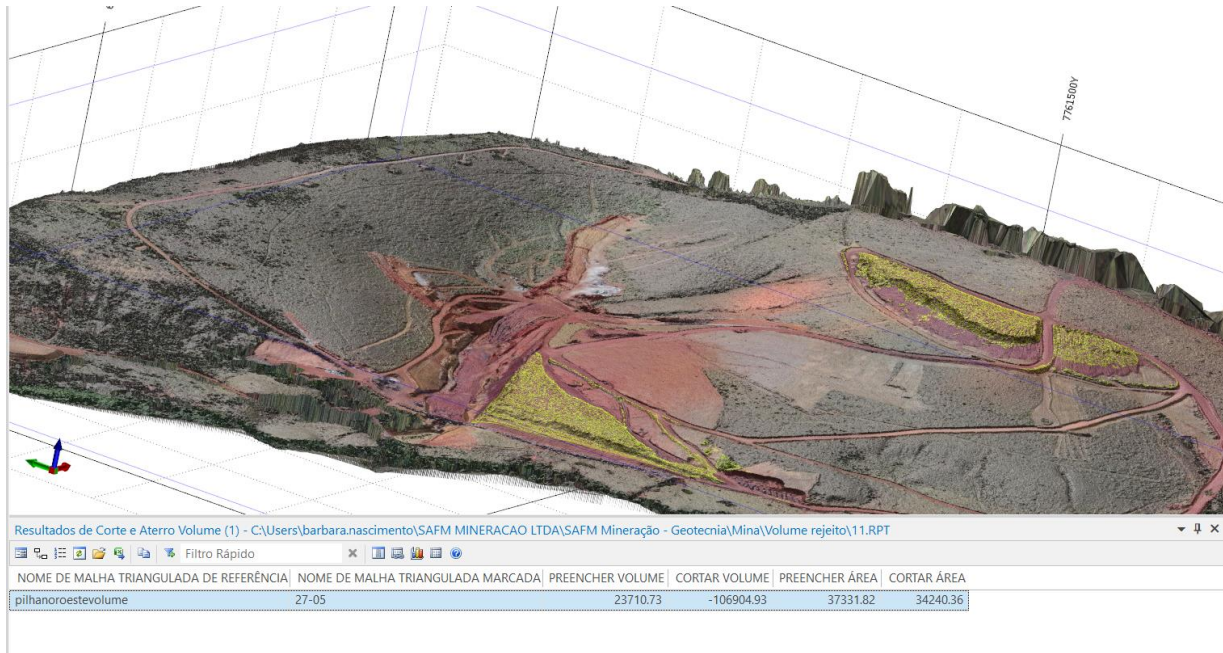 7761500Y
Resultados de Corte e Aterro Volume (1) - C:\Users\barbara.nascimento\SAFM MINERACAO LTDA\SAFM Mineração - Geotecnia\Mina\Volume rejeito\11.RPT
Filtro Rápido
NOME DE MALHA TRIANGULADA DE REFERÊNCIA NOME DE MALHA TRIANGULADA MARCADA PREENCHER VOLUME CORTAR VOLUME PREENCHER ÁREA CORTAR ÁREA
pilhanoroestevolume 27-05 23710.73 -106904.93 37331.82 34240.36